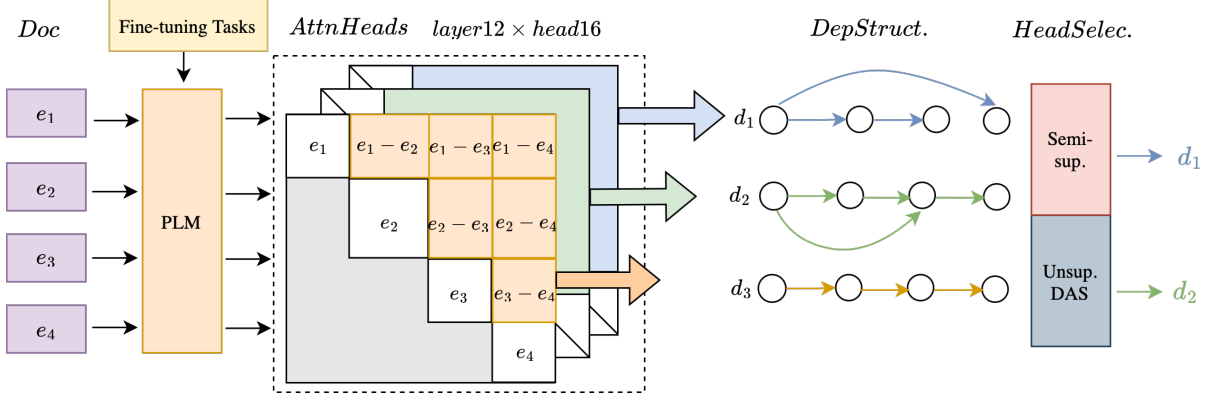 Doc
Fine-tuning Tasks
AttnHeads layer12 × head16
DepStruct.
HeadSelec.
e₁
e₂
e₃
e₄
PLM
e₁ e₁ − e₂ e₁ − e₃ e₁ − e₄
e₂ e₂ − e₃ e₂ − e₄
e₃ e₃ − e₄
e₄
d₁
d₂
d₃
Semi-
sup.
Unsup.
DAS
d₁
d₂